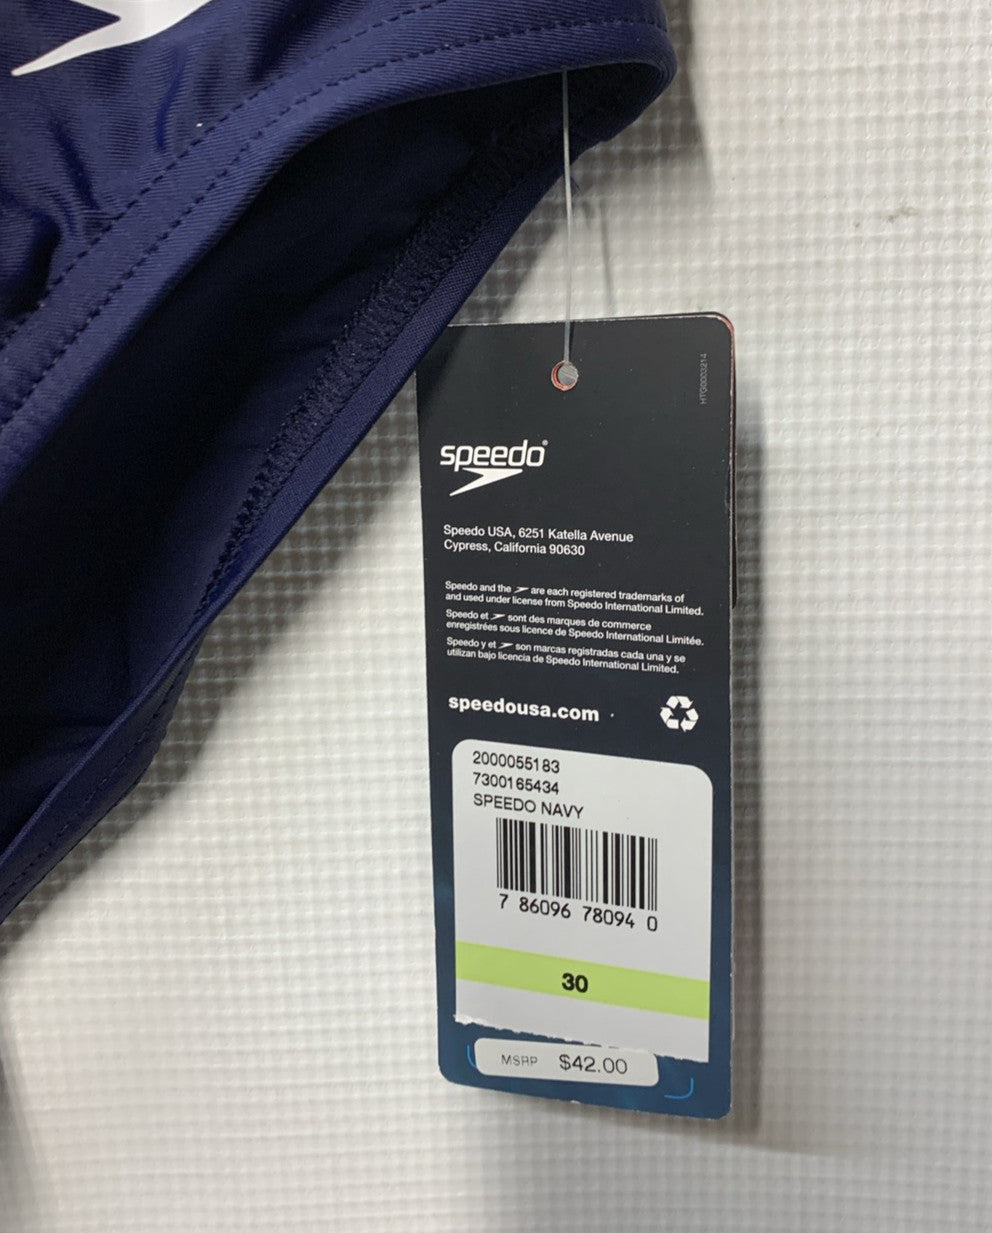 HTG0003214
speedo®
Speedo USA, 6251 Katella Avenue
Cypress, California 90630
Speedo and the are each registered trademarks of
and used under license from Speedo International Limited.
Speedo et sont des marques de commerce
enregistrées sous licence de Speedo International Limitée.
Speedo y el son marcas registradas cada una y se
utilizan bajo licencia de Speedo International Limited.
speedousa.com
2000055183
7300165434
SPEEDO NAVY
7 86096 78094 0
30
MSRP $42.00